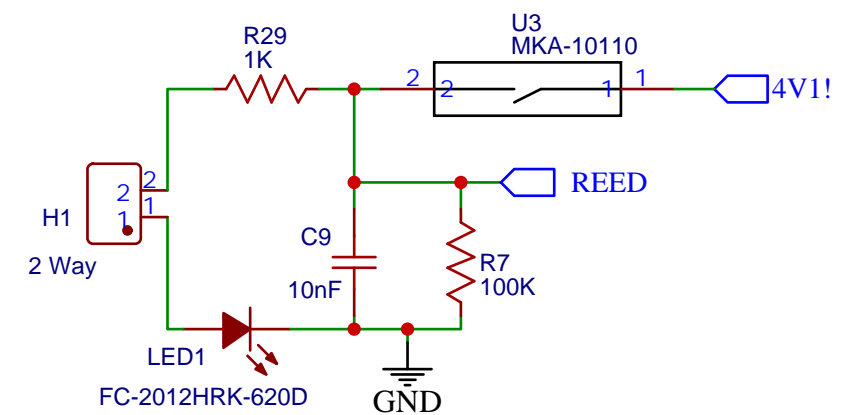 U3
MKA-10110
R29
1K
2
2
1
1
4V1!
2
2
1
1
H1
2 Way
REED
C9
10nF
R7
100K
LED1
FC-2012HRK-620D
GND